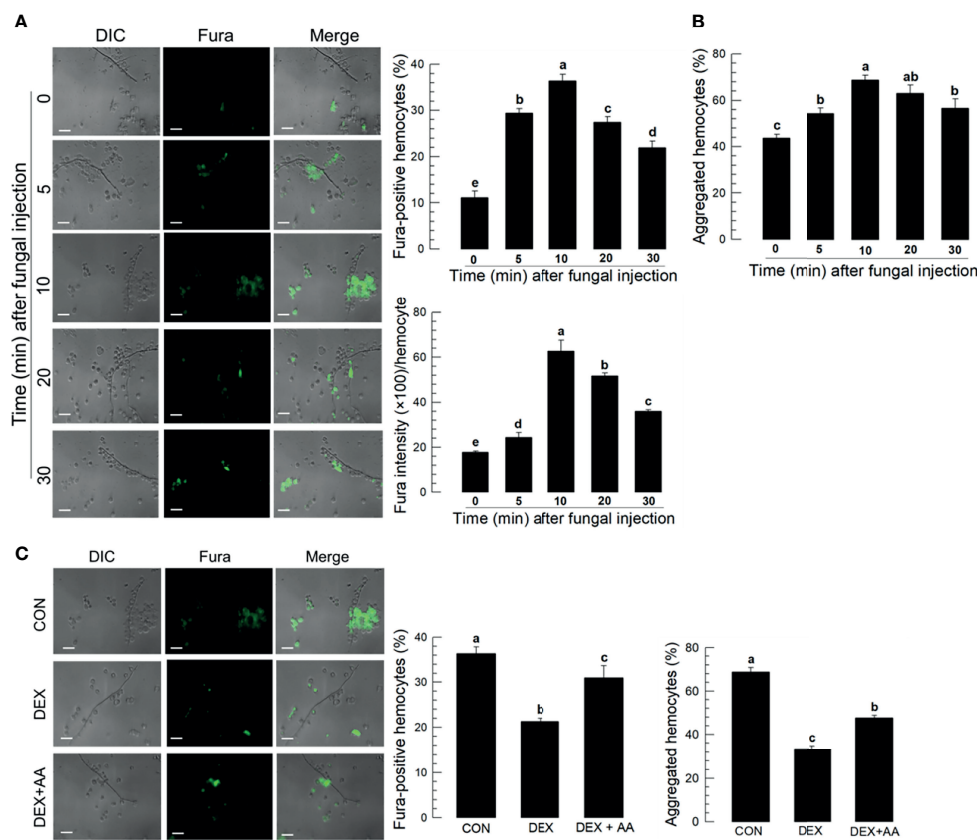 A
DIC Fura Merge
Time (min) after fungal injection
0
5
10
20
30
Fura-positive hemocytes (%)
40
30
20
10
0
e b a c d
0 5 10 20 30
Time (min) after fungal injection
Fura intensity (×100)/hemocyte
80
60
40
20
0
e d a b c
0 5 10 20 30
Time (min) after fungal injection
B
Aggregated hemocytes (%)
80
60
40
20
0
c b a ab b
0 5 10 20 30
Time (min) after fungal injection
C
DIC Fura Merge
CON
DEX
DEX+AA
Fura-positive hemocytes (%)
40
30
20
10
0
a b c
CON DEX DEX + AA
Aggregated hemocytes (%)
80
60
40
20
0
a c b
CON DEX DEX+AA